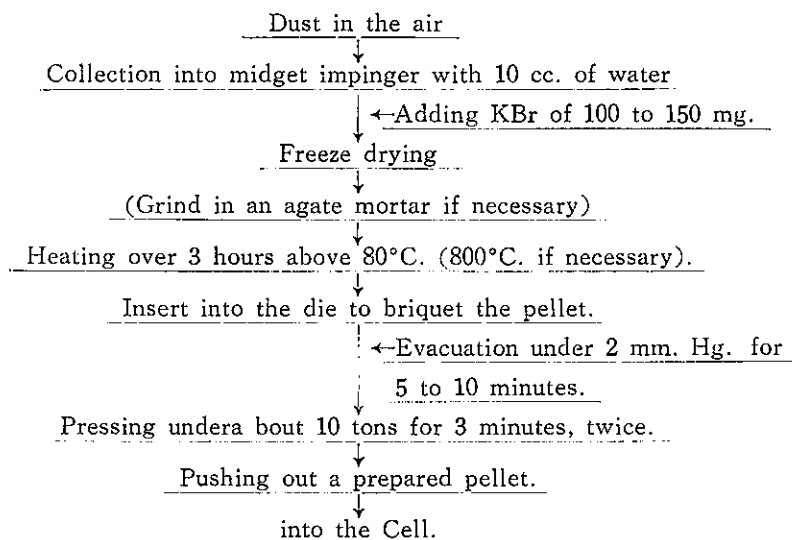 Dust in the air
Collection into midget impinger with 10 cc. of water
←Adding KBr of 100 to 150 mg.
Freeze drying
(Grind in an agate mortar if necessary)
Heating over 3 hours above 80°C. (800°C. if necessary).
Insert into the die to briquet the pellet.
←Evacuation under 2 mm. Hg. for
5 to 10 minutes.
Pressing undera bout 10 tons for 3 minutes, twice.
Pushing out a prepared pellet.
into the Cell.